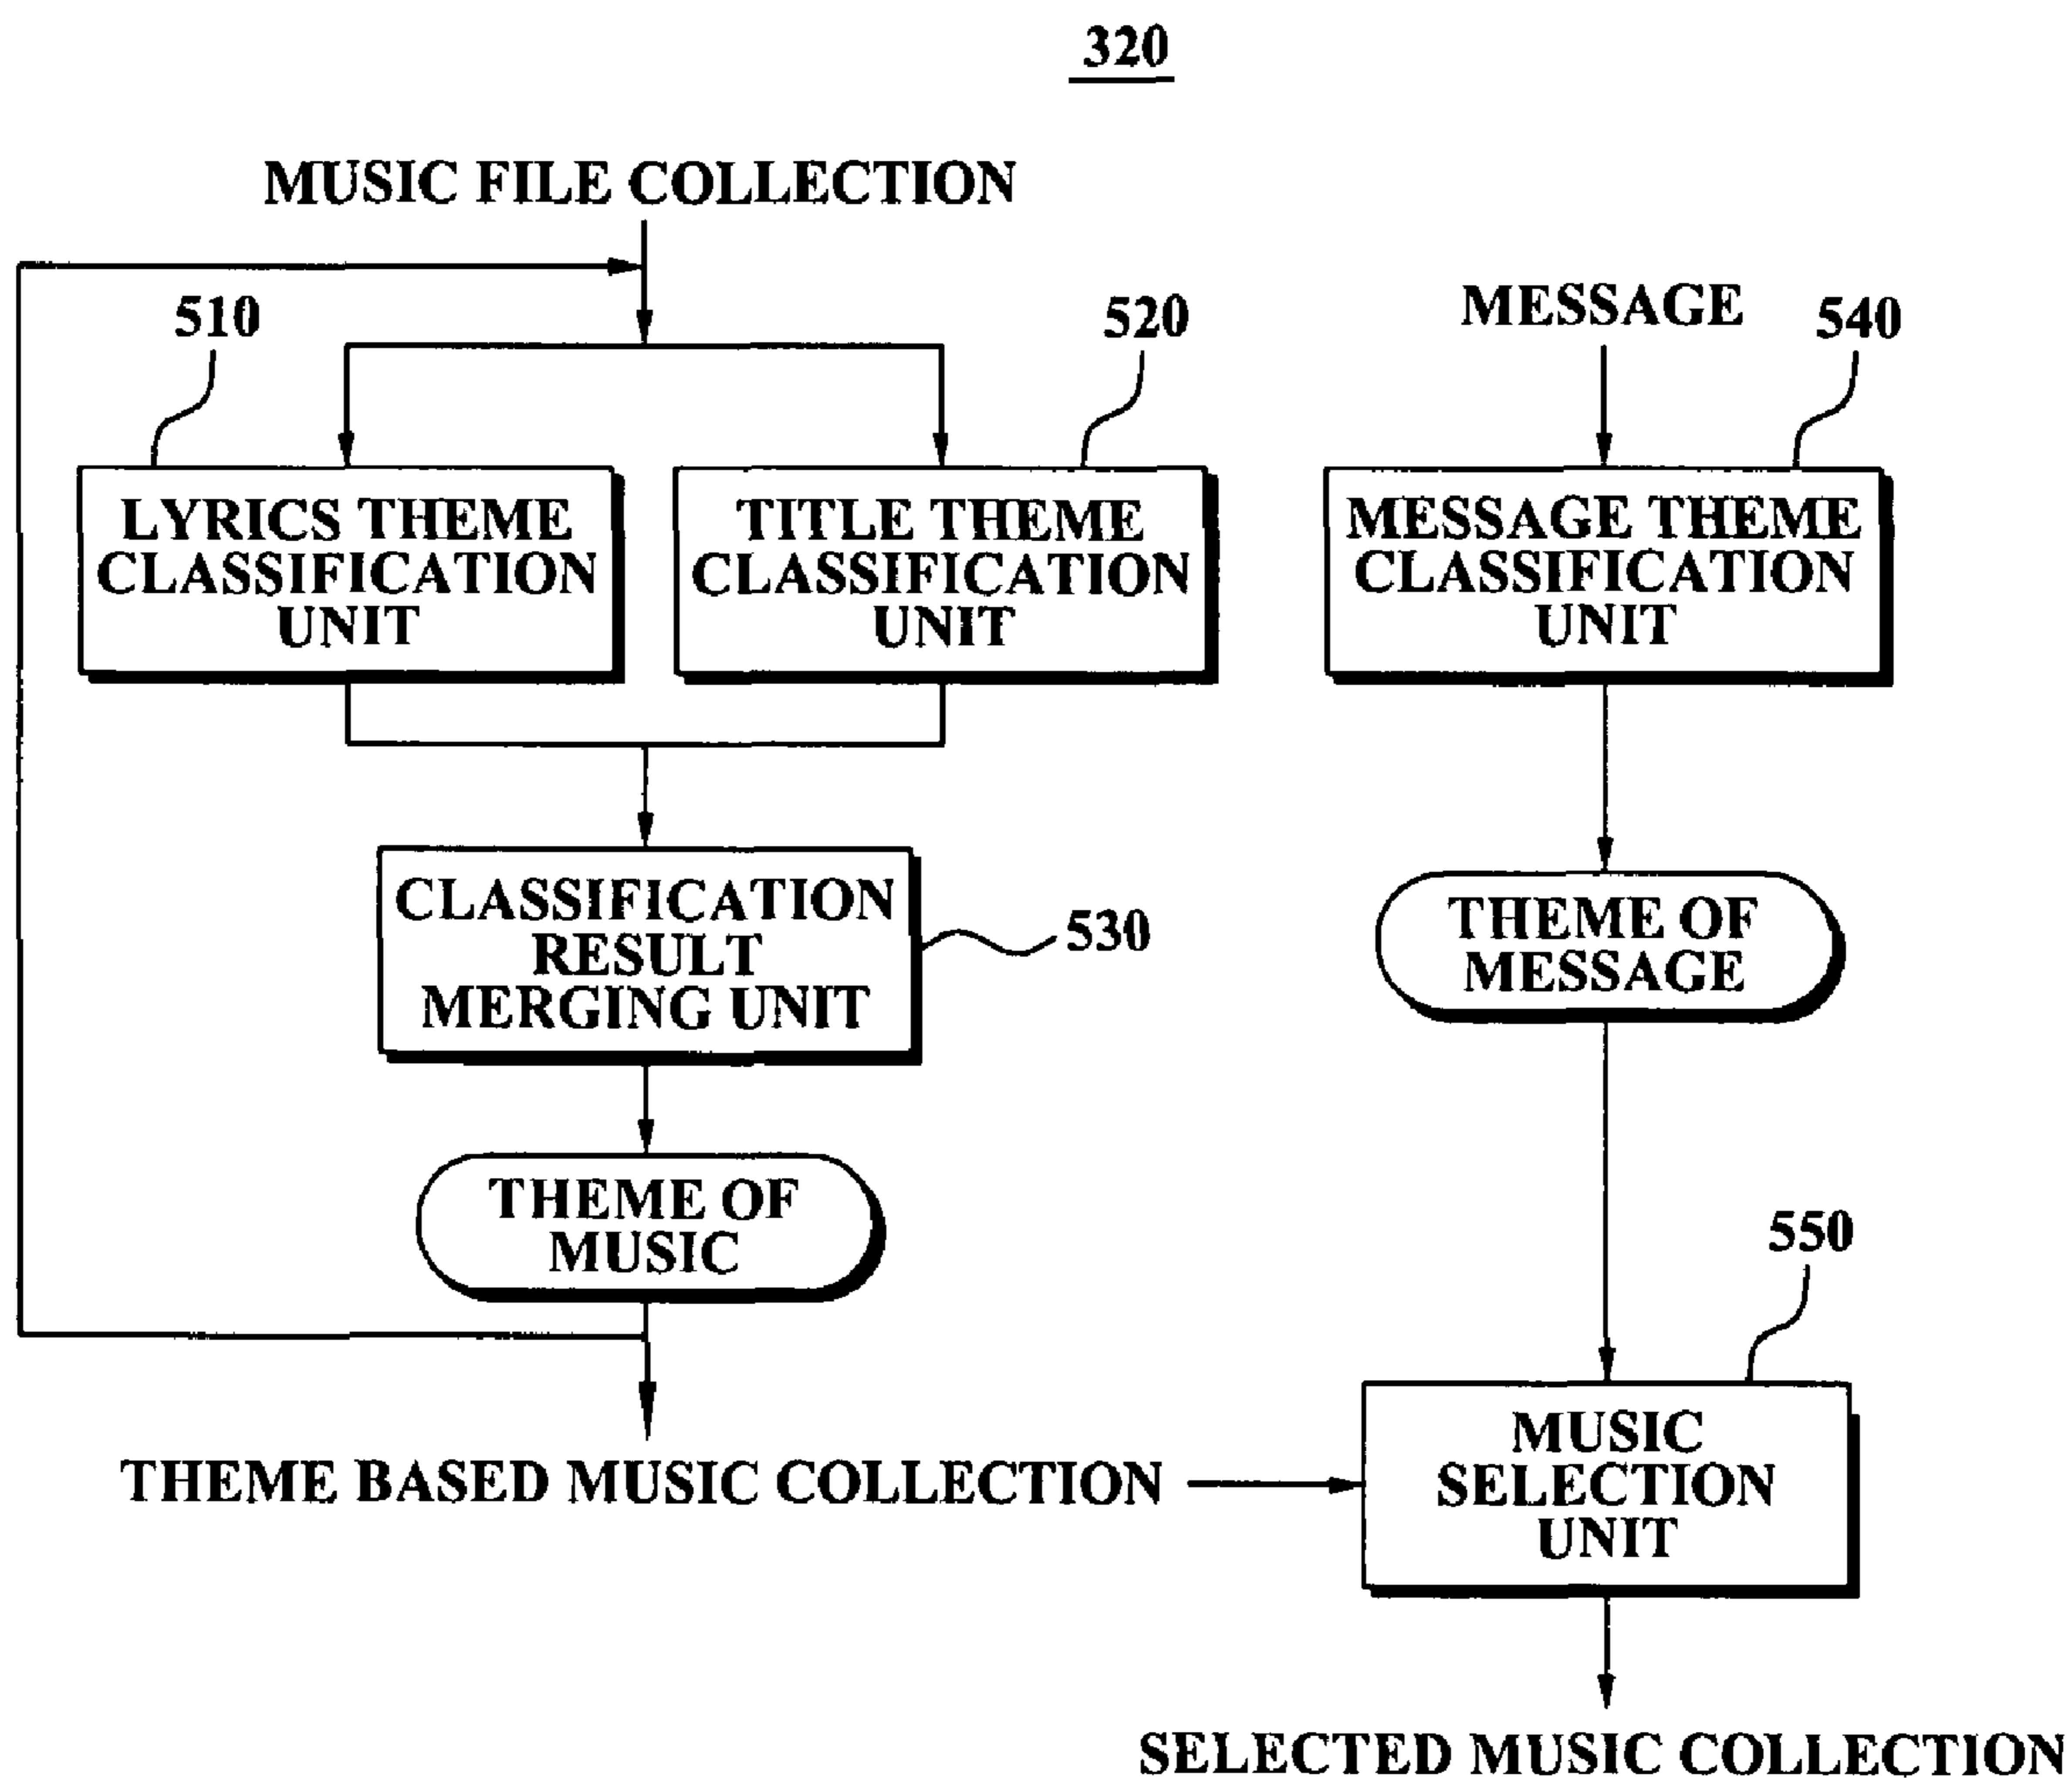 320
MUSIC FILE COLLECTION
510
520
MESSAGE
540
LYRICS THEME
CLASSIFICATION
UNIT
TITLE THEME
CLASSIFICATION
UNIT
MESSAGE THEME
CLASSIFICATION
UNIT
CLASSIFICATION
RESULT
MERGING UNIT
530
THEME OF
MESSAGE
THEME OF
MUSIC
550
THEME BASED MUSIC COLLECTION
MUSIC
SELECTION
UNIT
SELECTED MUSIC COLLECTION